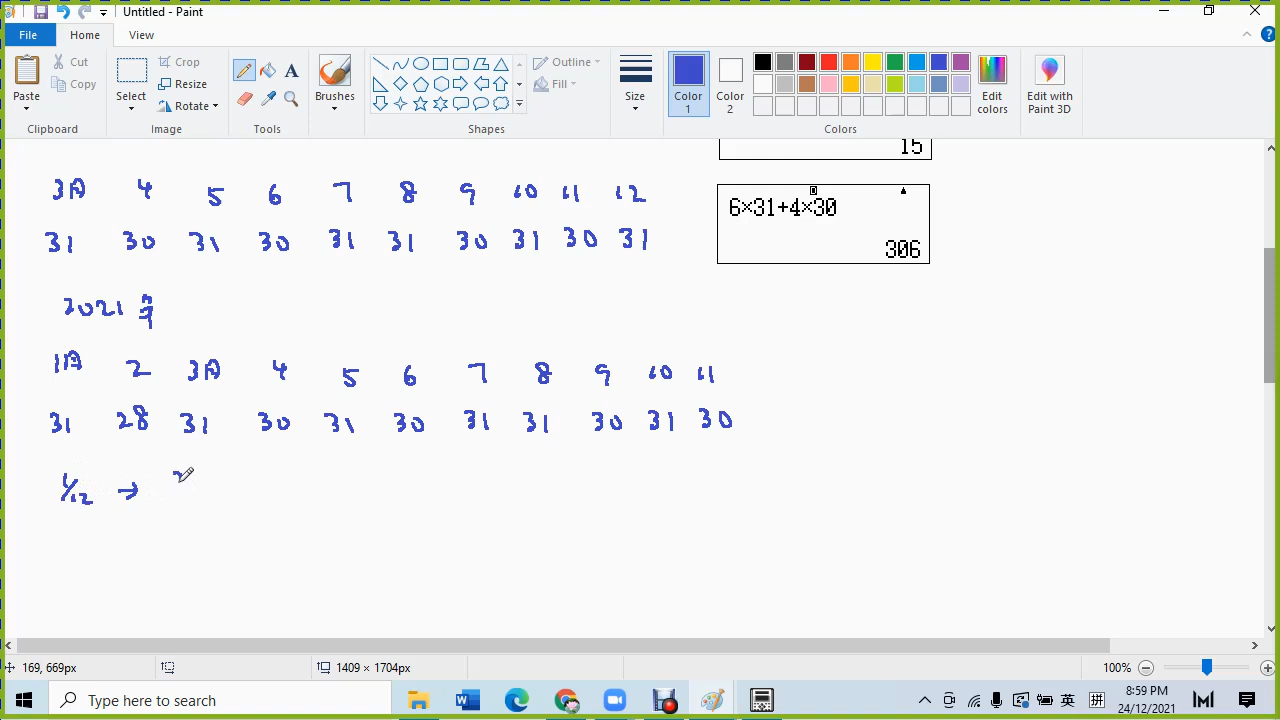 Untitled - Paint
File Home View
Paste Cut Copy Select Crop Resize Rotate Brushes Outline Fill Size Color 1 Color 2 Edit colors Edit with Paint 3D
Clipboard Image Tools Shapes Colors
15
3月 4 5 6 7 8 9 10 11 12
31 30 31 30 31 31 30 31 30 31
6×31+4×30
306
2021 年
1月 2 3月 4 5 6 7 8 9 10 11
31 28 31 30 31 30 31 31 30 31 30
1/12 →
169, 669px 1409 × 1704px 100%
Type here to search 英 拼 8:59 PM
24/12/2021